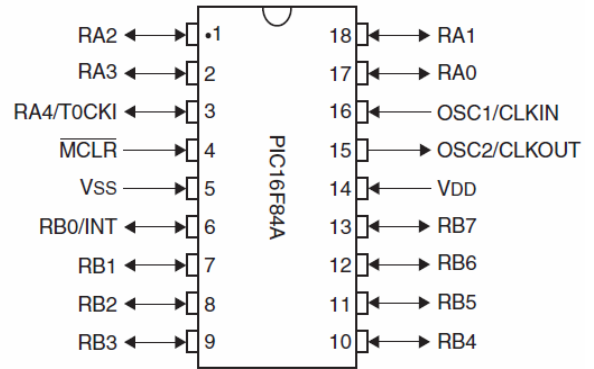 RA2 •1 18 RA1
RA3 2 17 RA0
RA4/T0CKI 3 16 OSC1/CLKIN
MCLR 4 15 OSC2/CLKOUT
VSS 5 14 VDD
RB0/INT 6 13 RB7
RB1 7 12 RB6
RB2 8 11 RB5
RB3 9 10 RB4
PIC16F84A